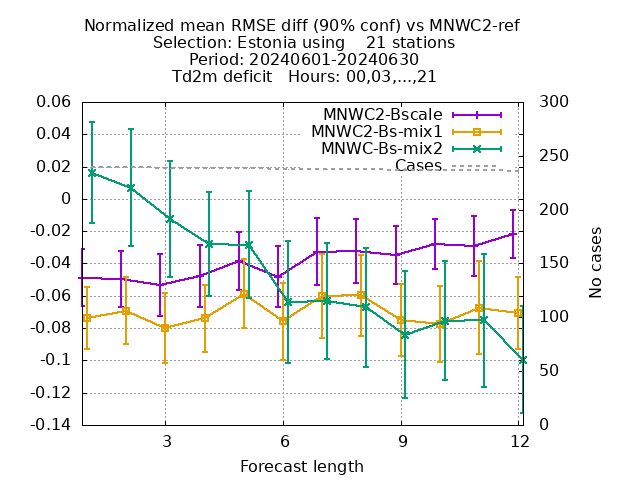 Normalized mean RMSE diff (90% conf) vs MNWC2-ref
Selection: Estonia using    21 stations
Period: 20240601-20240630
Td2m deficit   Hours: 00,03,...,21
MNWC2-Bscale
MNWC2-Bs-mix1
MNWC-Bs-mix2
Cases
0.06
0.04
0.02
0
-0.02
-0.04
-0.06
-0.08
-0.1
-0.12
-0.14
300
250
200
150
100
50
0
No cases
3
6
9
12
Forecast length